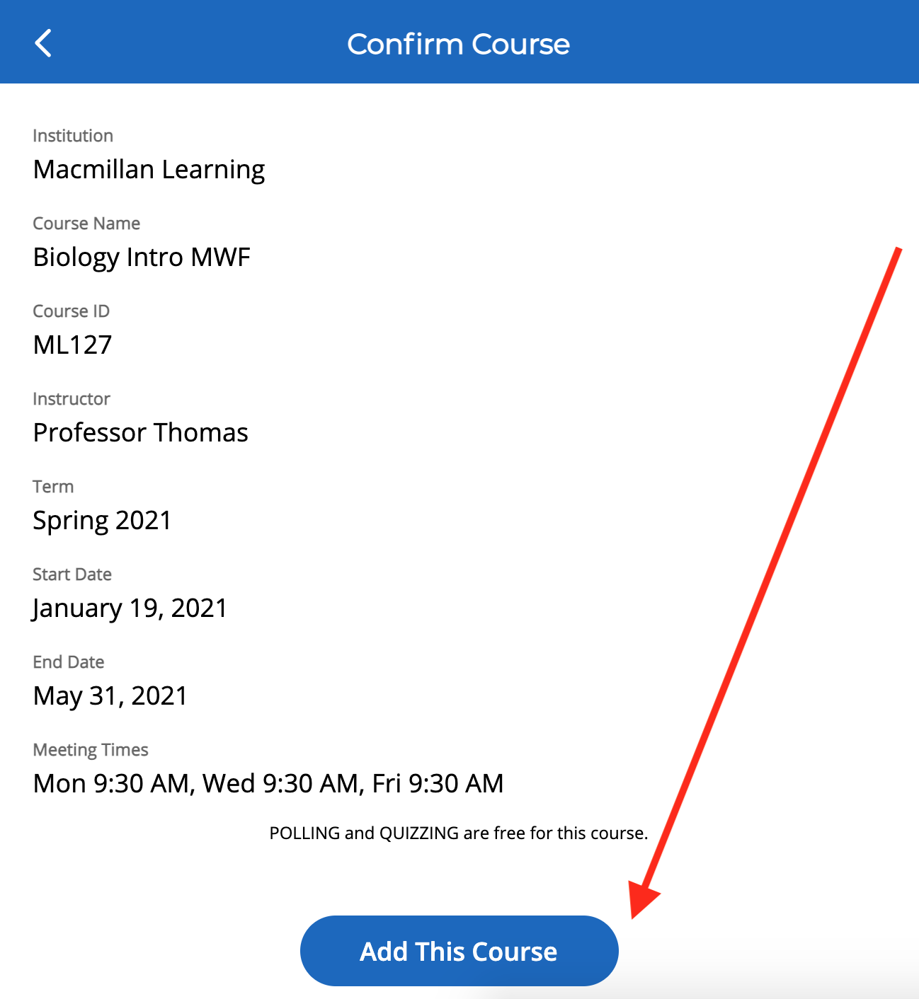 Confirm Course
Institution
Macmillan Learning
Course Name
Biology Intro MWF
Course ID
ML127
Instructor
Professor Thomas
Term
Spring 2021
Start Date
January 19, 2021
End Date
May 31, 2021
Meeting Times
Mon 9:30 AM, Wed 9:30 AM, Fri 9:30 AM
POLLING and QUIZZING are free for this course.
Add This Course